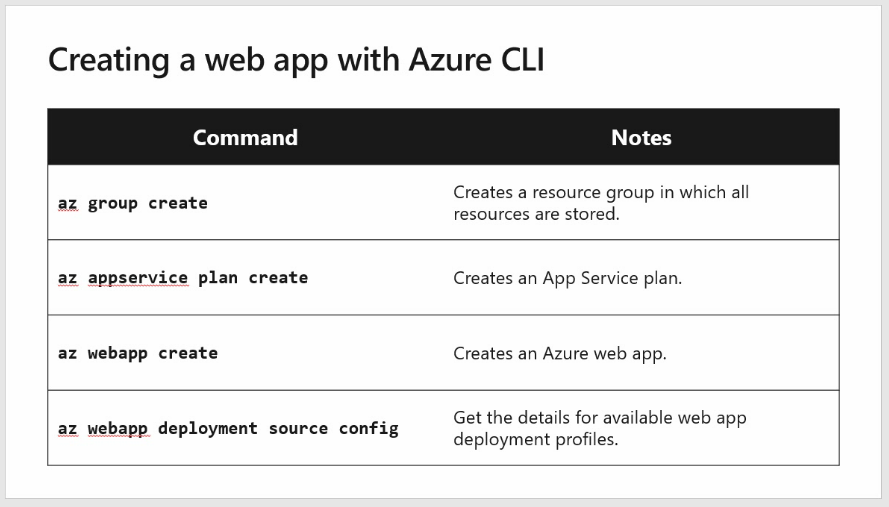 Creating a web app with Azure CLI
Command Notes
az group create
Creates a resource group in which all
resources are stored.
az appservice plan create
Creates an App Service plan.
az webapp create
Creates an Azure web app.
az webapp deployment source config
Get the details for available web app
deployment profiles.